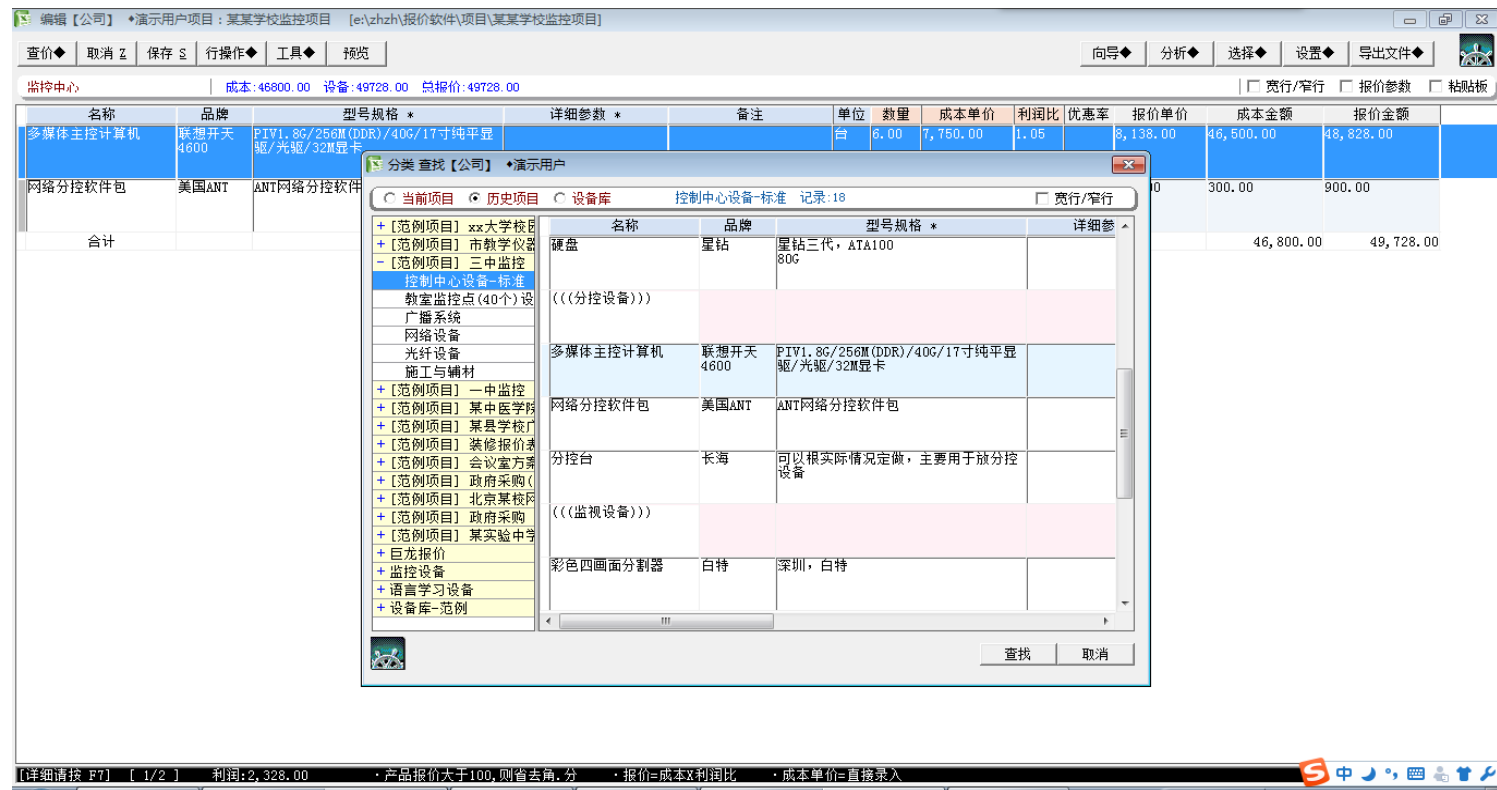 编辑【公司】 ◆演示用户项目：某某学校监控项目 [e:\zhzh\报价软件\项目\某某学校监控项目]
查价◆ 取消 Z 保存 S 行操作◆ 工具◆ 预览 向导◆ 分析◆ 选择◆ 设置◆ 导出文件◆
监控中心 成本:46800.00 设备:49728.00 总报价:49728.00 宽行/窄行 报价参数 粘贴板
名称 品牌 型号规格 * 详细参数 * 备注 单位 数量 成本单价 利润比 优惠率 报价单价 成本金额 报价金额
多媒体主控计算机 联想开天 PIV1.8G/256M(DDR)/40G/17寸纯平显 台 6.00 7,750.00 1.05 8,138.00 46,500.00 48,828.00
4600 驱/光驱/32M显卡
网络分控软件包 美国ANT ANT网络分控软件 300.00 900.00
合计 46,800.00 49,728.00
分类 查找【公司】 ◆演示用户
当前项目 历史项目 设备库 控制中心设备-标准 记录:18 宽行/窄行
+ [范例项目] xx大学校
+ [范例项目] 市教学仪器
- [范例项目] 三中监控
控制中心设备-标准
教室监控点(40个)设
广播系统
网络设备
光纤设备
施工与辅材
+ [范例项目] 一中监控
+ [范例项目] 某中医学院
+ [范例项目] 某县学校广
+ [范例项目] 装修报价表
+ [范例项目] 会议室方案
+ [范例项目] 政府采购(
+ [范例项目] 北京某校网
+ [范例项目] 政府采购
+ [范例项目] 某实验中学
+ 巨龙报价
+ 监控设备
+ 语言学习设备
+ 设备库-范例
名称 品牌 型号规格 * 详细参
硬盘 星钻 星钻三代，ATA100
80G
(((分控设备)))
多媒体主控计算机 联想开天 PIV1.8G/256M(DDR)/40G/17寸纯平显
4600 驱/光驱/32M显卡
网络分控软件包 美国ANT ANT网络分控软件包
分控台 长海 可以根实际情况定做，主要用于放分控
设备
(((监视设备)))
彩色四画面分割器 白特 深圳，白特
查找 取消
[详细请按 F7] [ 1/2 ] 利润:2,328.00 ·产品报价大于100,则省去角.分 ·报价=成本X利润比 ·成本单价=直接录入
中